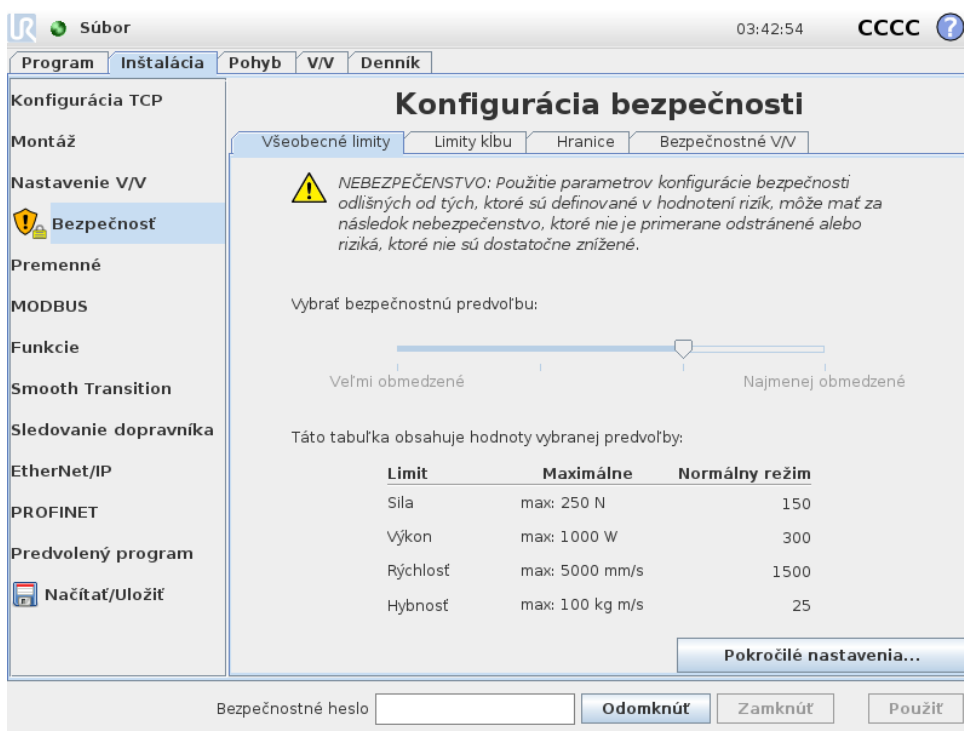 UR Súbor 03:42:54 CCCC ?
Program Inštalácia Pohyb V/V Denník
Konfigurácia TCP
Montáž
Nastavenie V/V
Bezpečnosť
Premenné
MODBUS
Funkcie
Smooth Transition
Sledovanie dopravníka
EtherNet/IP
PROFINET
Predvolený program
Načítať/Uložiť
Konfigurácia bezpečnosti
Všeobecné limity Limity kĺbu Hranice Bezpečnostné V/V
NEBEZPEČENSTVO: Použitie parametrov konfigurácie bezpečnosti
odlišných od tých, ktoré sú definované v hodnotení rizík, môže mať za
následok nebezpečenstvo, ktoré nie je primerane odstránené alebo
riziká, ktoré nie sú dostatočne znížené.
Vybrať bezpečnostnú predvoľbu:
Veľmi obmedzené Najmenej obmedzené
Táto tabuľka obsahuje hodnoty vybranej predvoľby:
Limit Maximálne Normálny režim
Sila max: 250 N 150
Výkon max: 1000 W 300
Rýchlosť max: 5000 mm/s 1500
Hybnosť max: 100 kg m/s 25
Pokročilé nastavenia...
Bezpečnostné heslo Odomknúť Zamknúť Použiť